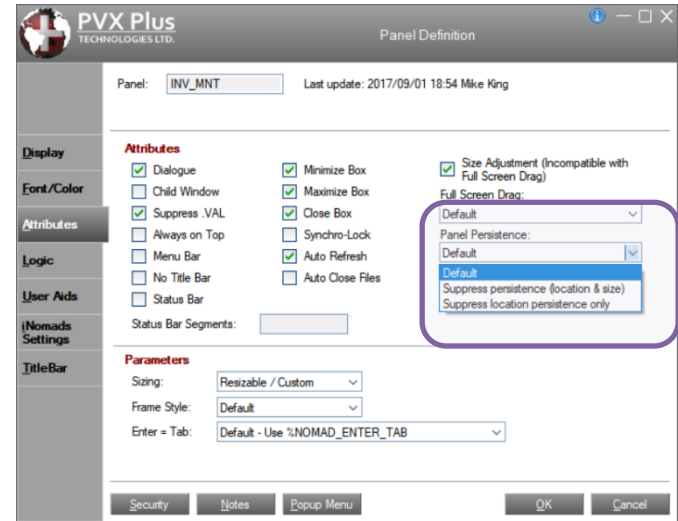 PVX Plus
TECHNOLOGIES LTD.
Panel Definition
Panel: INV_MNT Last update: 2017/09/01 18:54 Mike King
Display
Font/Color
Attributes
Logic
User Aids
iNomads
Settings
TitleBar
Attributes
Dialogue
Child Window
Suppress .VAL
Always on Top
Menu Bar
No Title Bar
Status Bar
Status Bar Segments:
Minimize Box
Maximize Box
Close Box
Synchro-Lock
Auto Refresh
Auto Close Files
Size Adjustment (Incompatible with
Full Screen Drag)
Full Screen Drag:
Default
Panel Persistence:
Default
Default
Suppress persistence (location & size)
Suppress location persistence only
Parameters
Sizing: Resizable / Custom
Frame Style: Default
Enter = Tab: Default - Use %NOMAD_ENTER_TAB
Security Notes Popup Menu OK Cancel